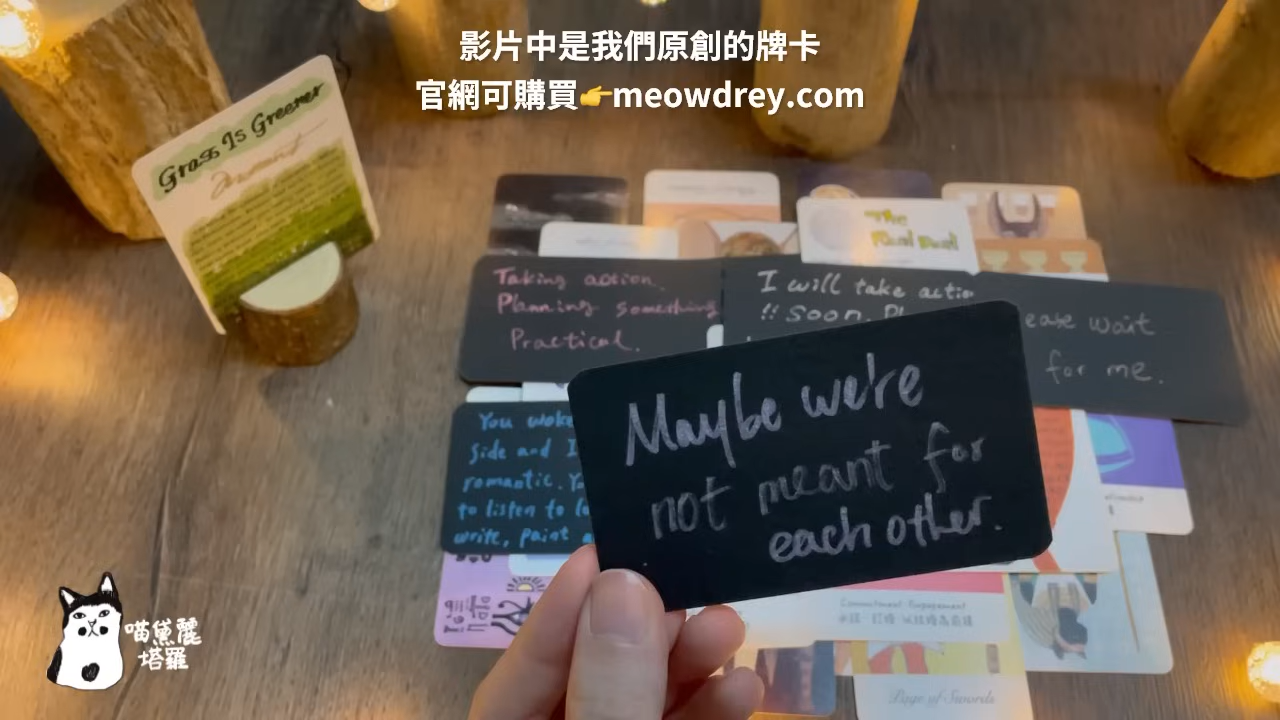 影片中是我們原創的牌卡
官網可購買👉meowdrey.com
Grass Is Greener
The
Real Deal
Taking action.
Planning something
Practical.
I will take actio
!! Soon. Pl
ease wait
for me.
Maybe we're
not meant for
each other.
You woke
side and I
romantic. Yo
to listen to lo
write, paint a
Commitment. Engagement
Page of Swords
喵黛麗
塔羅